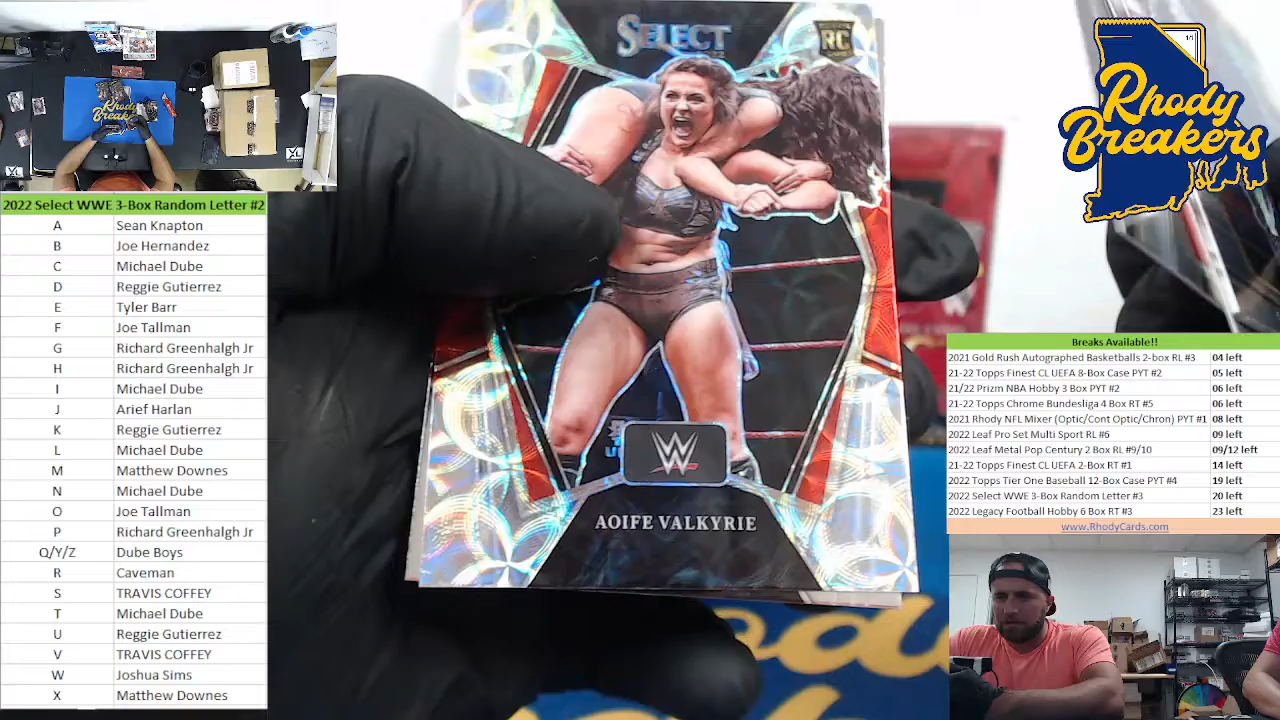 2022 Select WWE 3-Box Random Letter #2
A Sean Knapton
B Joe Hernandez
C Michael Dube
D Reggie Gutierrez
E Tyler Barr
F Joe Tallman
G Richard Greenhalgh Jr
H Richard Greenhalgh Jr
I Michael Dube
J Arief Harlan
K Reggie Gutierrez
L Michael Dube
M Matthew Downes
N Michael Dube
O Joe Tallman
P Richard Greenhalgh Jr
Q/Y/Z Dube Boys
R Caveman
S TRAVIS COFFEY
T Michael Dube
U Reggie Gutierrez
V TRAVIS COFFEY
W Joshua Sims
X Matthew Downes
SELECT
RC
W
AOIFE VALKYRIE
Rhody
Breakers
Breaks Available!!
2021 Gold Rush Autographed Basketballs 2-box RL #3 04 left
21-22 Topps Finest CL UEFA 8-Box Case PYT #2 05 left
21/22 Prizm NBA Hobby 3 Box PYT #2 06 left
21-22 Topps Chrome Bundesliga 4 Box RT #5 06 left
2021 Rhody NFL Mixer (Optic/Cont Optic/Chron) PYT #1 08 left
2022 Leaf Pro Set Multi Sport RL #6 09 left
2022 Leaf Metal Pop Century 2 Box RL #9/10 09/12 left
21-22 Topps Finest CL UEFA 2-Box RT #1 14 left
2022 Topps Tier One Baseball 12-Box Case PYT #4 19 left
2022 Select WWE 3-Box Random Letter #3 20 left
2022 Legacy Football Hobby 6 Box RT #3 23 left
www.RhodyCards.com